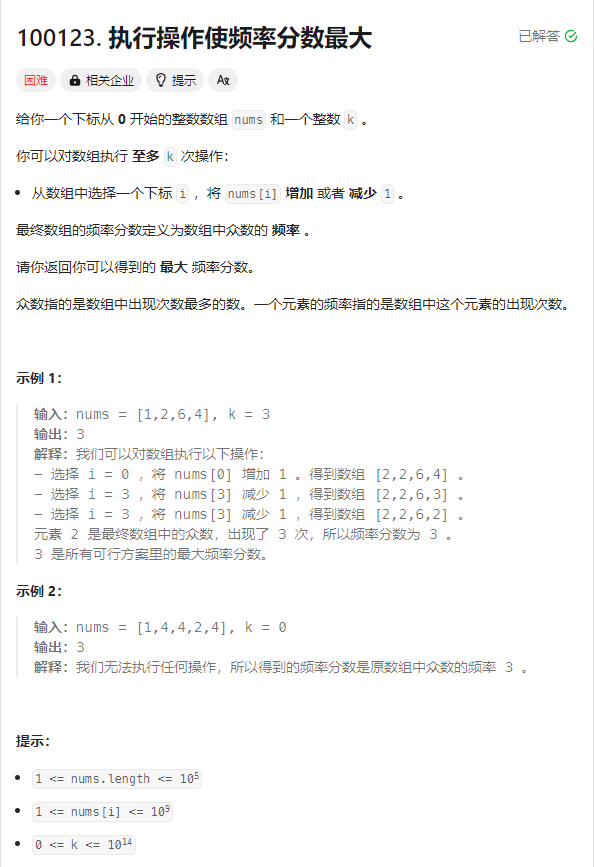 100123. 执行操作使频率分数最大
已解答
困难 相关企业 提示
给你一个下标从 0 开始的整数数组 nums 和一个整数 k 。
你可以对数组执行 至多 k 次操作：
• 从数组中选择一个下标 i ，将 nums[i] 增加 或者 减少 1 。
最终数组的频率分数定义为数组中众数的 频率 。
请你返回你可以得到的 最大 频率分数。
众数指的是数组中出现次数最多的数。一个元素的频率指的是数组中这个元素的出现次数。
示例 1：
输入：nums = [1,2,6,4], k = 3
输出：3
解释：我们可以对数组执行以下操作：
- 选择 i = 0 ，将 nums[0] 增加 1 。得到数组 [2,2,6,4] 。
- 选择 i = 3 ，将 nums[3] 减少 1 ，得到数组 [2,2,6,3] 。
- 选择 i = 3 ，将 nums[3] 减少 1 ，得到数组 [2,2,6,2] 。
元素 2 是最终数组中的众数，出现了 3 次，所以频率分数为 3 。
3 是所有可行方案里的最大频率分数。
示例 2：
输入：nums = [1,4,4,2,4], k = 0
输出：3
解释：我们无法执行任何操作，所以得到的频率分数是原数组中众数的频率 3 。
提示：
• 1 <= nums.length <= 10⁵
• 1 <= nums[i] <= 10⁹
• 0 <= k <= 10¹⁴